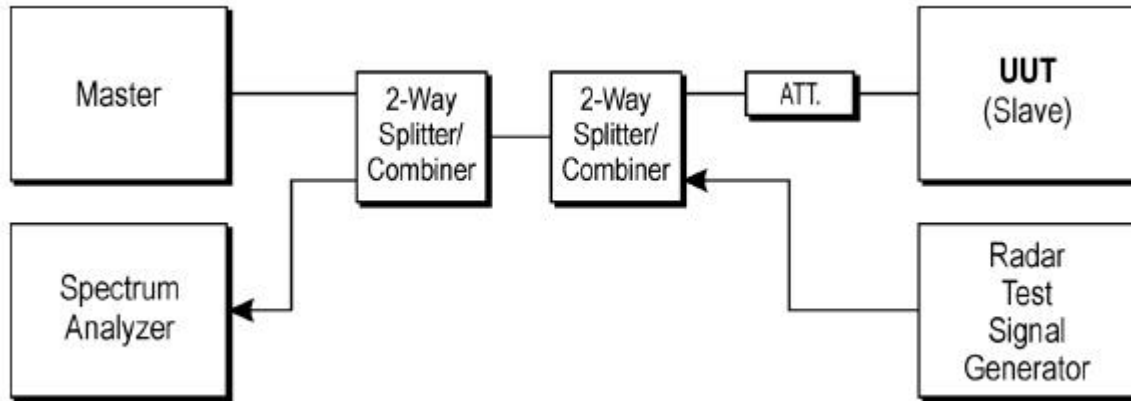 Master
2-Way
Splitter/
Combiner
2-Way
Splitter/
Combiner
ATT.
UUT
(Slave)
Spectrum
Analyzer
Radar
Test
Signal
Generator